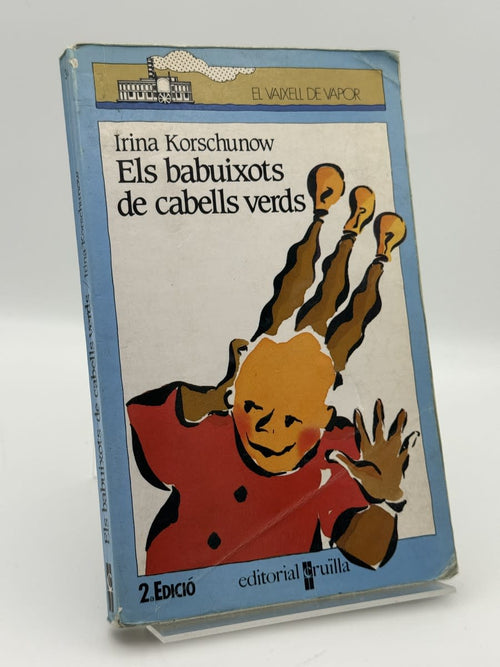 EL VAIXELL DE VAPOR
Irina Korschunow
Els babuixots
de cabells verds
2.a EDICIÓ
editorial cruïlla
Els babuixots de cabells verds / Irina Korschunow